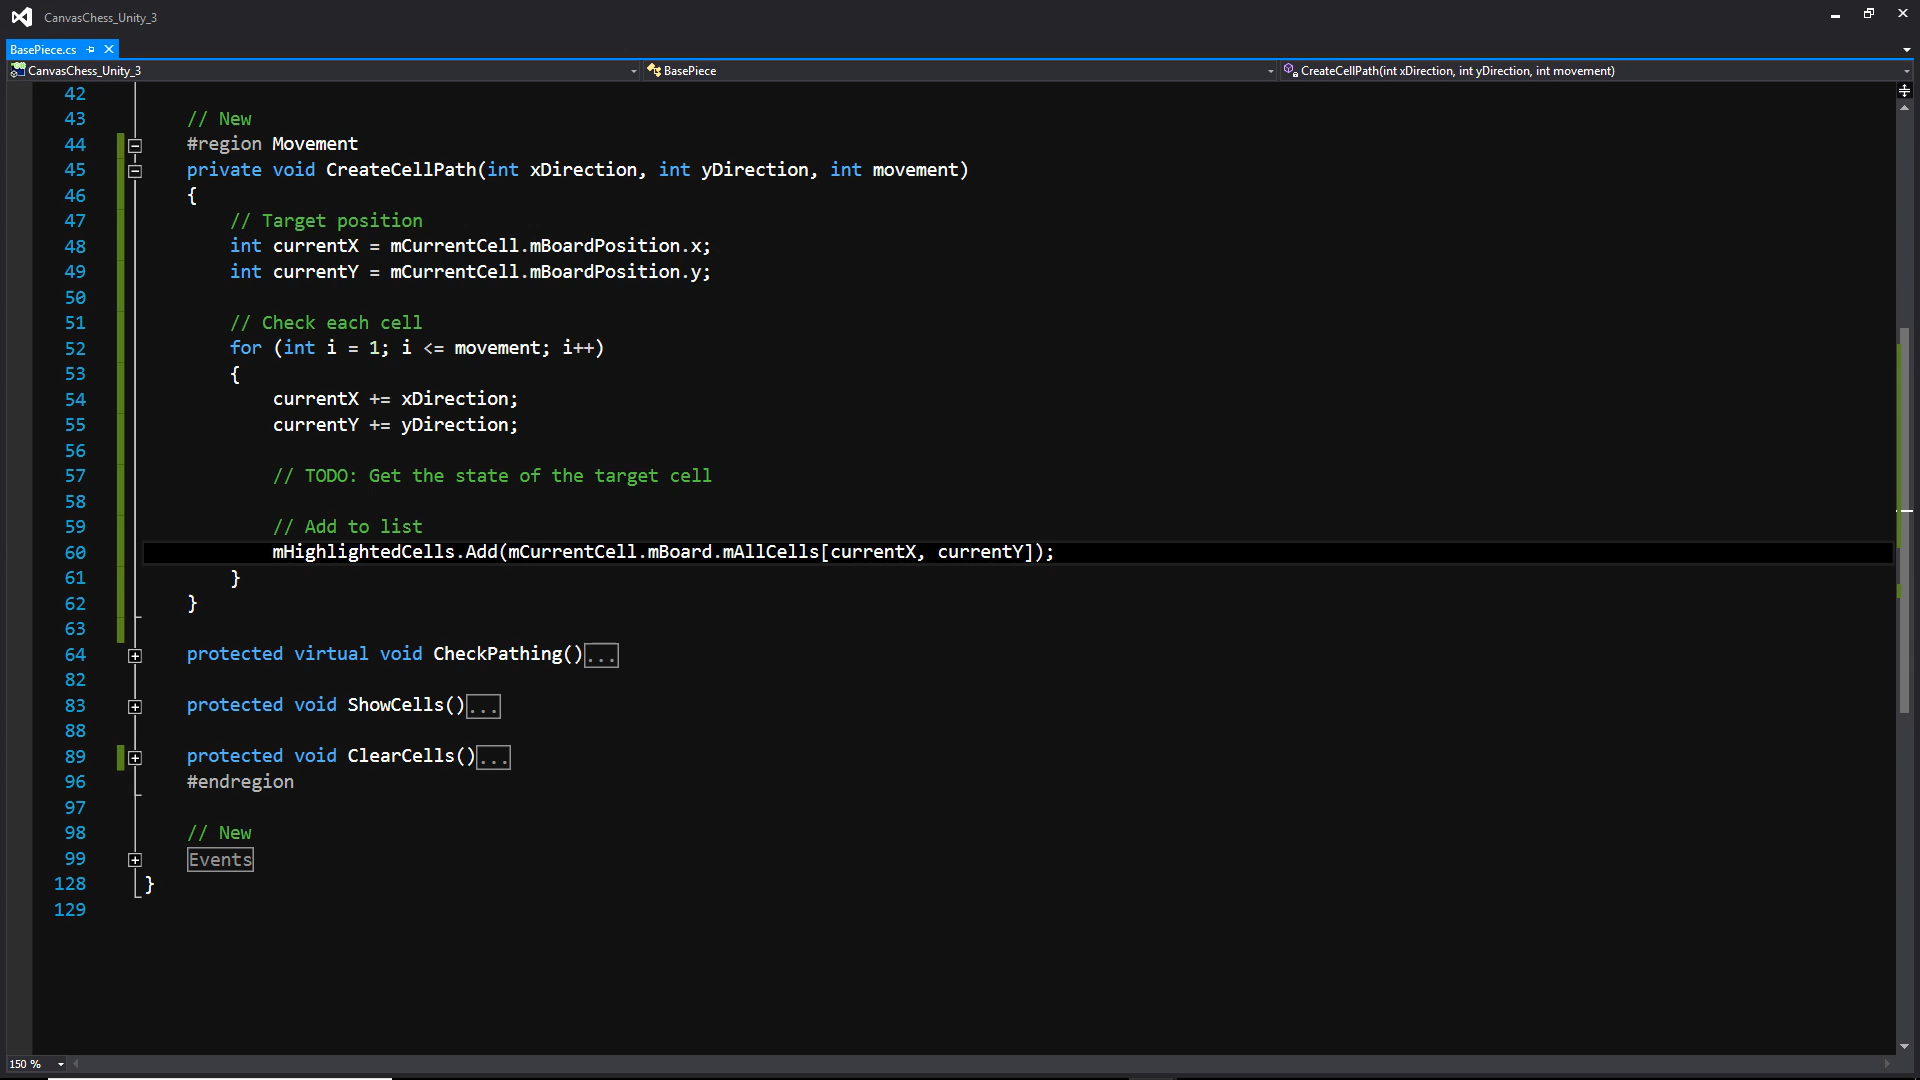 CanvasChess_Unity_3
BasePiece.cs
CanvasChess_Unity_3 BasePiece CreateCellPath(int xDirection, int yDirection, int movement)
42
43 // New
44 #region Movement
45 private void CreateCellPath(int xDirection, int yDirection, int movement)
46 {
47 // Target position
48 int currentX = mCurrentCell.mBoardPosition.x;
49 int currentY = mCurrentCell.mBoardPosition.y;
50
51 // Check each cell
52 for (int i = 1; i <= movement; i++)
53 {
54 currentX += xDirection;
55 currentY += yDirection;
56
57 // TODO: Get the state of the target cell
58
59 // Add to list
60 mHighlightedCells.Add(mCurrentCell.mBoard.mAllCells[currentX, currentY]);
61 }
62 }
63
64 protected virtual void CheckPathing()...
82
83 protected void ShowCells()...
88
89 protected void ClearCells()...
96 #endregion
97
98 // New
99 Events
128 }
129
150 %